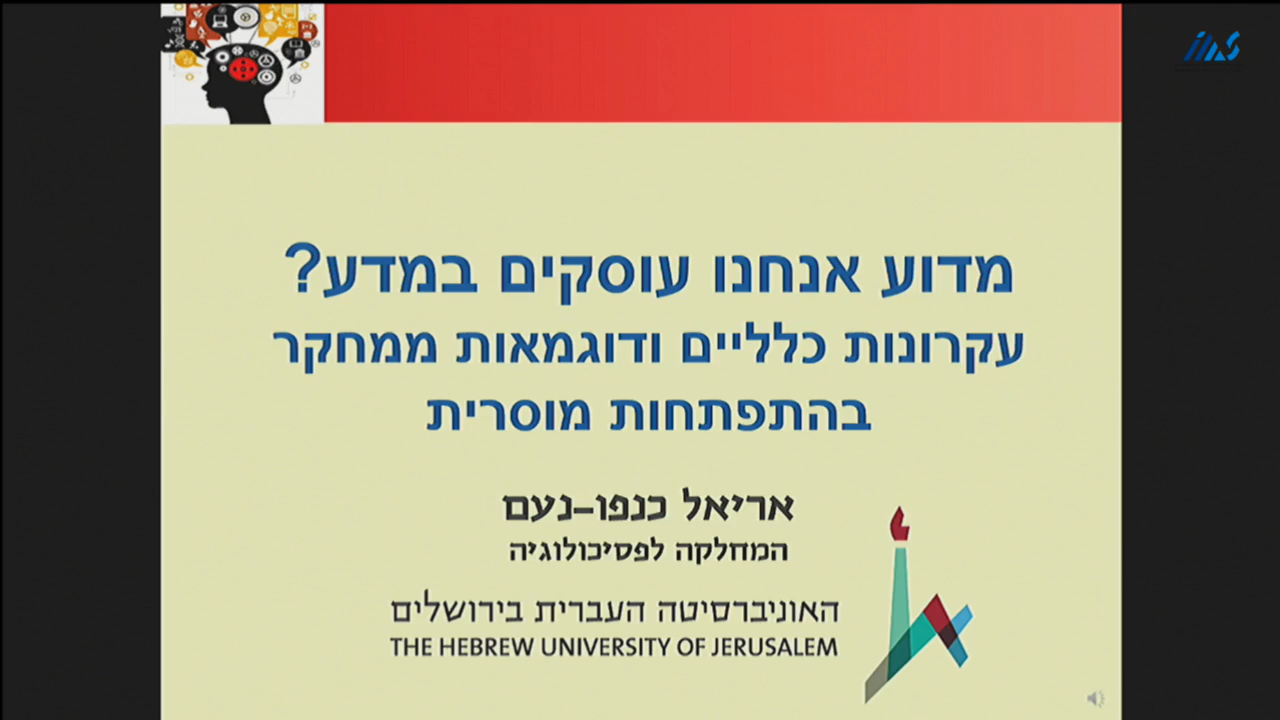 מדוע אנחנו עוסקים במדע?
עקרונות כלליים ודוגמאות ממחקר
בהתפתחות מוסרית
אריאל כנפו-נעם
המחלקה לפסיכולוגיה
האוניברסיטה העברית בירושלים
THE HEBREW UNIVERSITY OF JERUSALEM